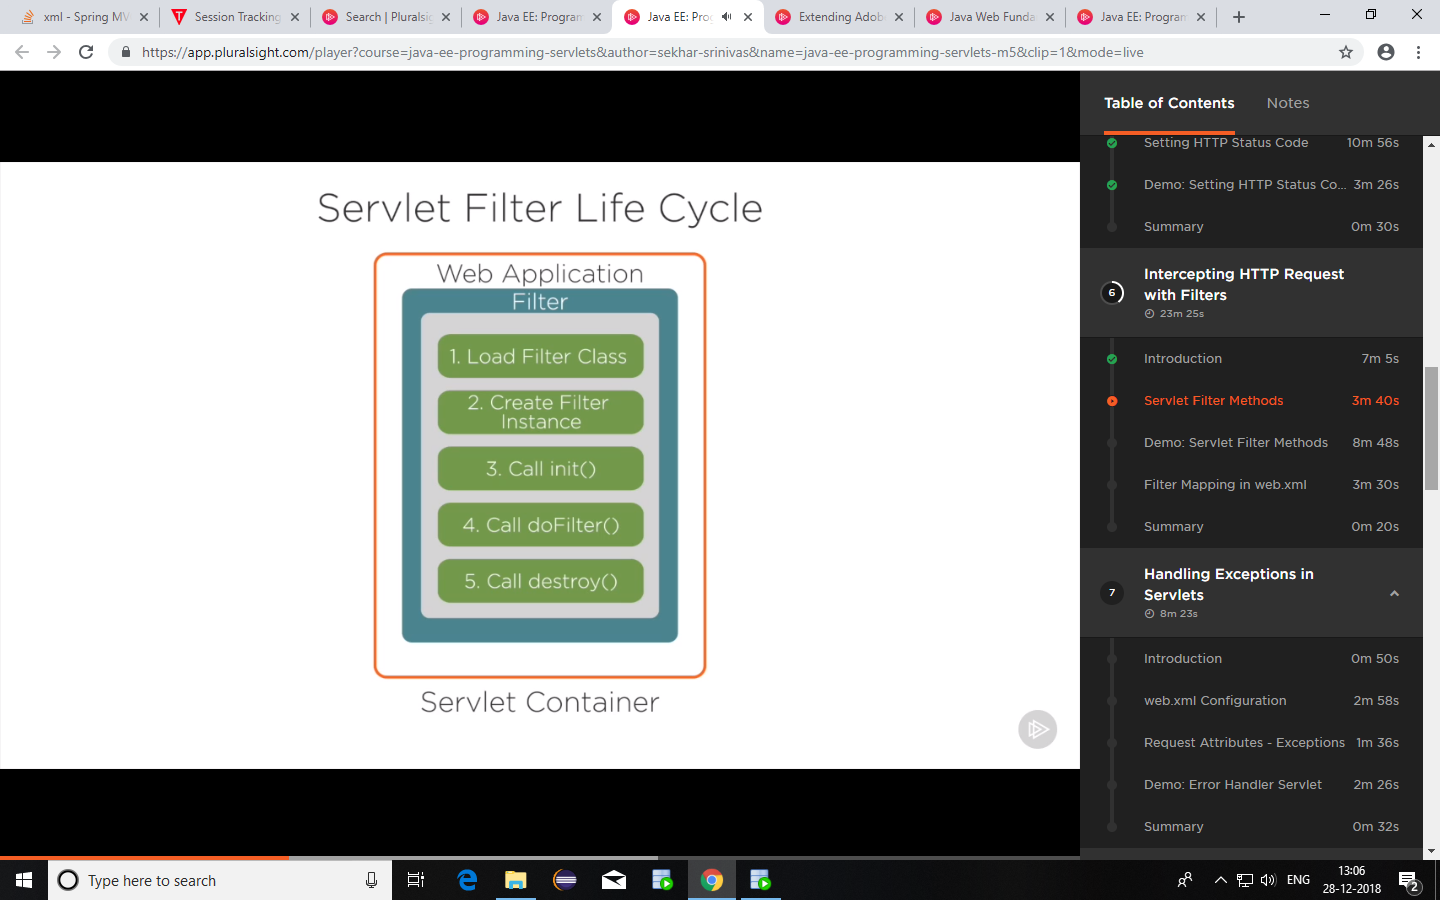 xml - Spring MV
Session Tracking
Search | Pluralsig
Java EE: Program
Java EE: Pro
Extending Adob
Java Web Funda
Java EE: Program
https://app.pluralsight.com/player?course=java-ee-programming-servlets&author=sekhar-srinivas&name=java-ee-programming-servlets-m5&clip=1&mode=live
Servlet Filter Life Cycle
Web Application
Filter
1. Load Filter Class
2. Create Filter
Instance
3. Call init()
4. Call doFilter()
5. Call destroy()
Servlet Container
Table of Contents
Notes
Setting HTTP Status Code 10m 56s
Demo: Setting HTTP Status Co... 3m 26s
Summary 0m 30s
6
Intercepting HTTP Request
with Filters
23m 25s
Introduction 7m 5s
Servlet Filter Methods 3m 40s
Demo: Servlet Filter Methods 8m 48s
Filter Mapping in web.xml 3m 30s
Summary 0m 20s
7
Handling Exceptions in
Servlets
8m 23s
Introduction 0m 50s
web.xml Configuration 2m 58s
Request Attributes - Exceptions 1m 36s
Demo: Error Handler Servlet 2m 26s
Summary 0m 32s
Type here to search
ENG
13:06
28-12-2018
2